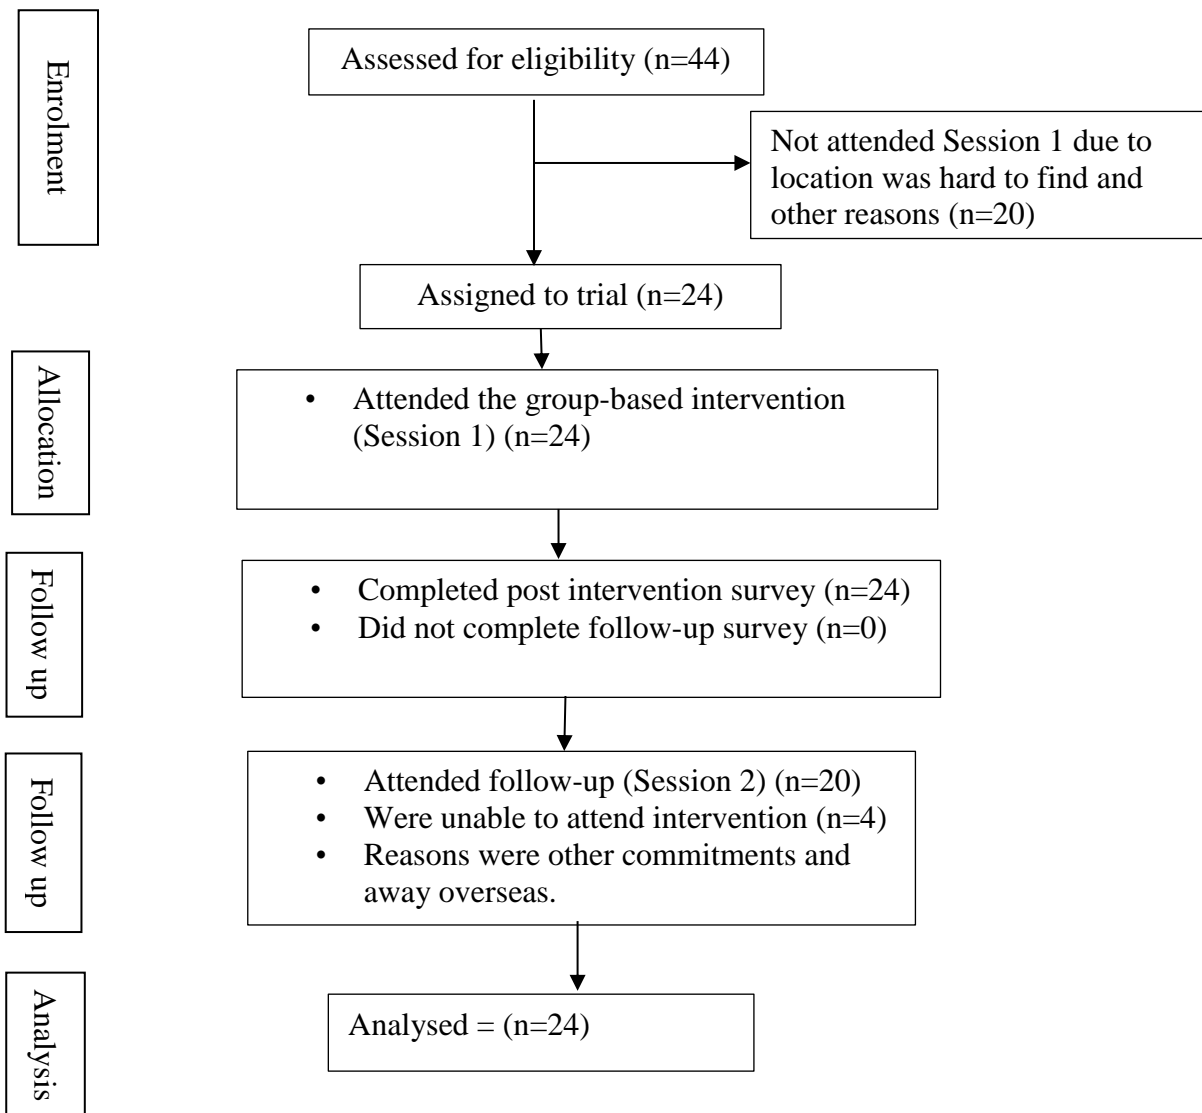 Enrolment
Assessed for eligibility (n=44)
Not attended Session 1 due to
location was hard to find and
other reasons (n=20)
Assigned to trial (n=24)
Allocation
• Attended the group-based intervention
(Session 1) (n=24)
Follow up
• Completed post intervention survey (n=24)
• Did not complete follow-up survey (n=0)
Follow up
• Attended follow-up (Session 2) (n=20)
• Were unable to attend intervention (n=4)
• Reasons were other commitments and
away overseas.
Analysis
Analysed = (n=24)